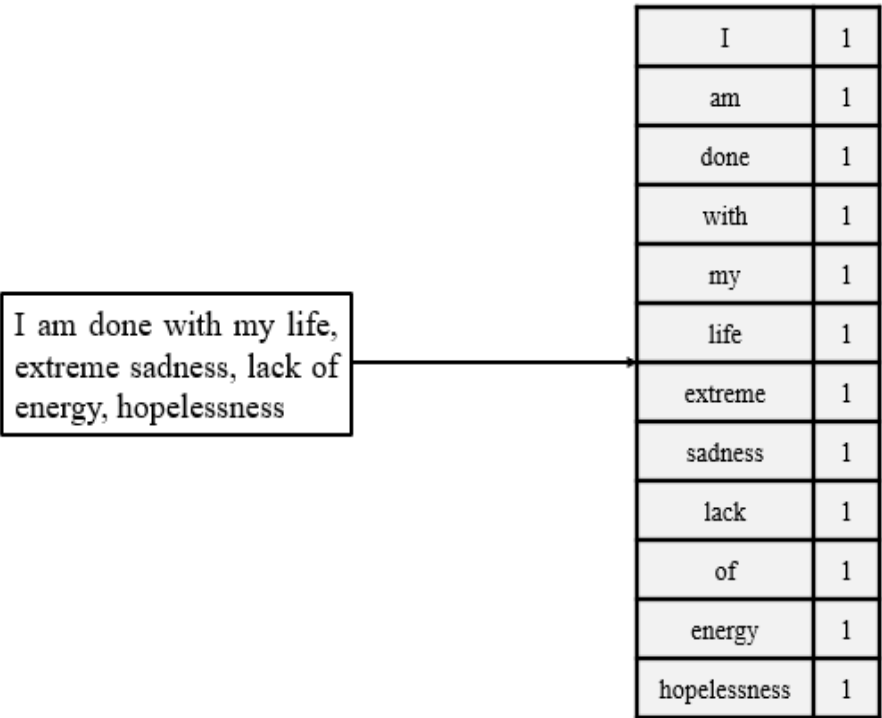 I am done with my life,
extreme sadness, lack of
energy, hopelessness
I 1
am 1
done 1
with 1
my 1
life 1
extreme 1
sadness 1
lack 1
of 1
energy 1
hopelessness 1